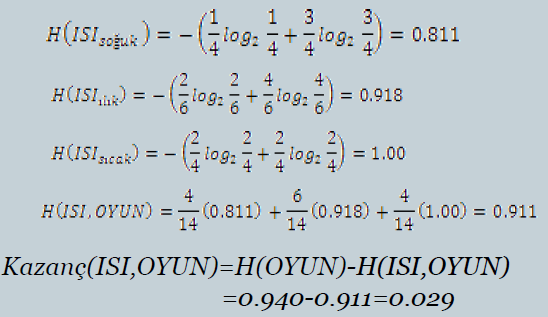 H(ISI_soğuk) = −(1/4 log₂ 1/4 + 3/4 log₂ 3/4) = 0.811
H(ISI_ılık) = −(2/6 log₂ 2/6 + 4/6 log₂ 4/6) = 0.918
H(ISI_sıcak) = −(2/4 log₂ 2/4 + 2/4 log₂ 2/4) = 1.00
H(ISI, OYUN) = 4/14 (0.811) + 6/14 (0.918) + 4/14 (1.00) = 0.911
Kazanç(ISI,OYUN)=H(OYUN)-H(ISI,OYUN)
=0.940-0.911=0.029